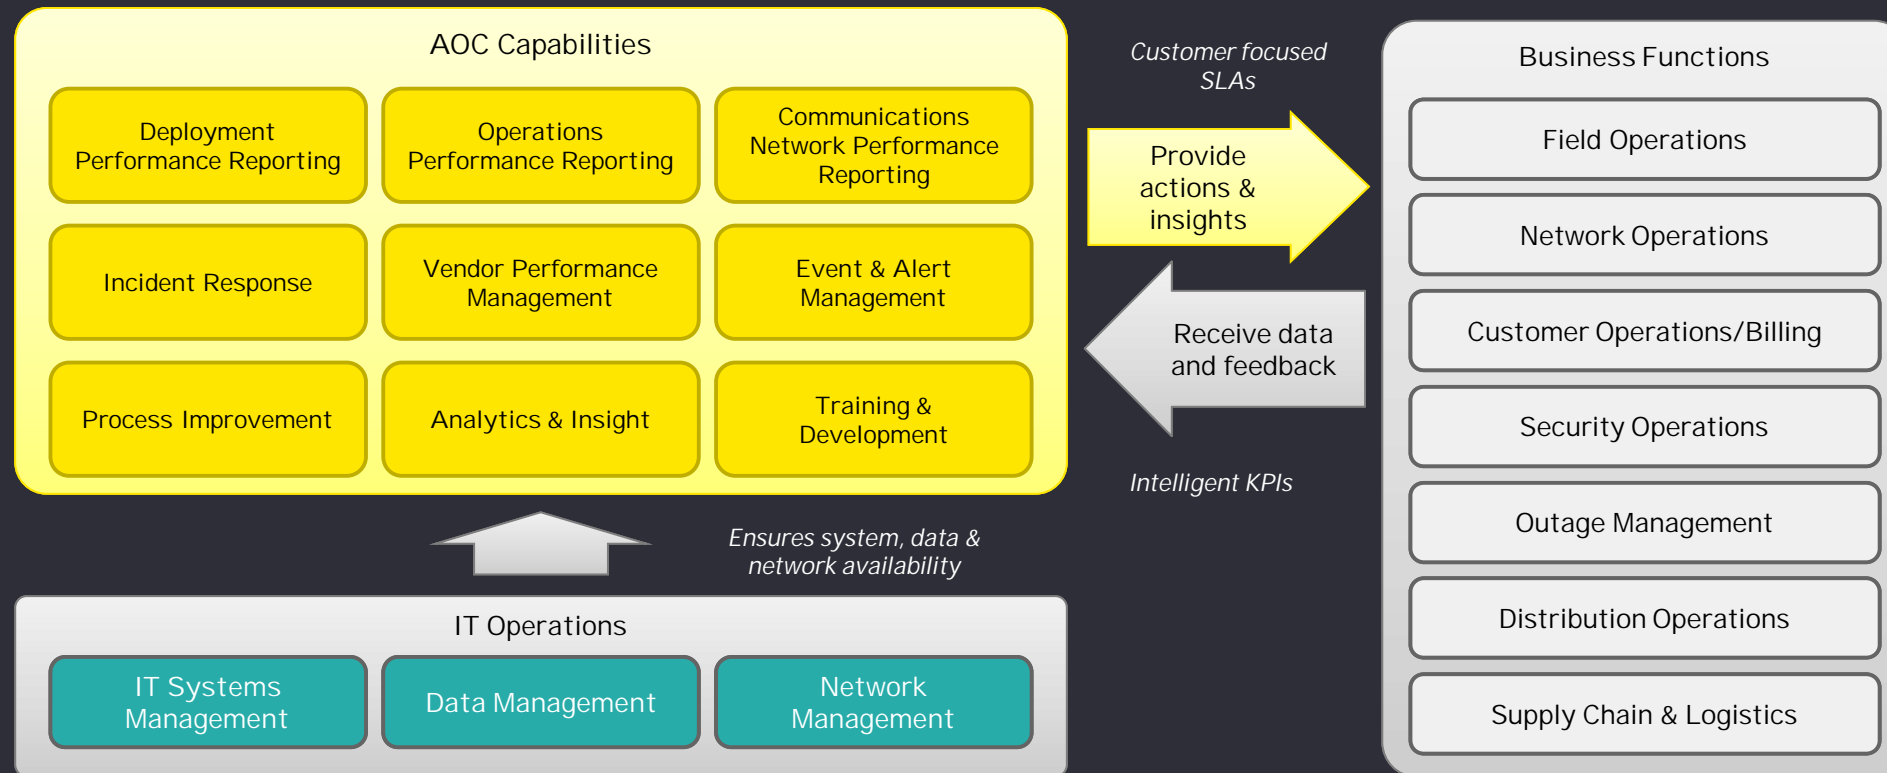 AOC Capabilities
Deployment
Performance Reporting
Operations
Performance Reporting
Communications
Network Performance
Reporting
Incident Response
Vendor Performance
Management
Event & Alert
Management
Process Improvement
Analytics & Insight
Training &
Development
Customer focused
SLAs
Provide
actions &
insights
Receive data
and feedback
Intelligent KPIs
Ensures system, data &
network availability
IT Operations
IT Systems
Management
Data Management
Network
Management
Business Functions
Field Operations
Network Operations
Customer Operations/Billing
Security Operations
Outage Management
Distribution Operations
Supply Chain & Logistics